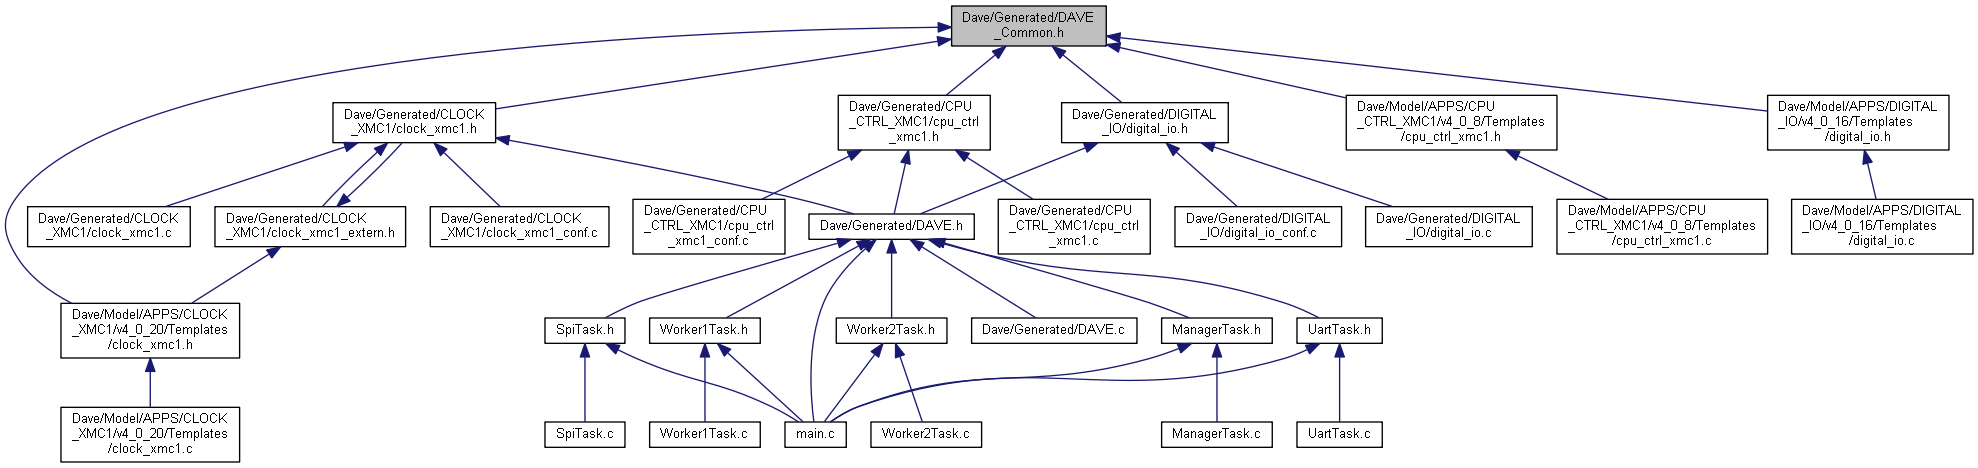 Dave/Generated/DAVE
_Common.h
Dave/Generated/CLOCK
_XMC1/clock_xmc1.h
Dave/Generated/CPU
_CTRL_XMC1/cpu_ctrl
_xmc1.h
Dave/Generated/DIGITAL
_IO/digital_io.h
Dave/Model/APPS/CPU
_CTRL_XMC1/v4_0_8/Templates
/cpu_ctrl_xmc1.h
Dave/Model/APPS/DIGITAL
_IO/v4_0_16/Templates
/digital_io.h
Dave/Generated/CLOCK
_XMC1/clock_xmc1.c
Dave/Generated/CLOCK
_XMC1/clock_xmc1_extern.h
Dave/Generated/CLOCK
_XMC1/clock_xmc1_conf.c
Dave/Generated/CPU
_CTRL_XMC1/cpu_ctrl
_xmc1_conf.c
Dave/Generated/DAVE.h
Dave/Generated/CPU
_CTRL_XMC1/cpu_ctrl
_xmc1.c
Dave/Generated/DIGITAL
_IO/digital_io_conf.c
Dave/Generated/DIGITAL
_IO/digital_io.c
Dave/Model/APPS/CPU
_CTRL_XMC1/v4_0_8/Templates
/cpu_ctrl_xmc1.c
Dave/Model/APPS/DIGITAL
_IO/v4_0_16/Templates
/digital_io.c
Dave/Model/APPS/CLOCK
_XMC1/v4_0_20/Templates
/clock_xmc1.h
SpiTask.h
Worker1Task.h
Worker2Task.h
Dave/Generated/DAVE.c
ManagerTask.h
UartTask.h
Dave/Model/APPS/CLOCK
_XMC1/v4_0_20/Templates
/clock_xmc1.c
SpiTask.c
Worker1Task.c
main.c
Worker2Task.c
ManagerTask.c
UartTask.c